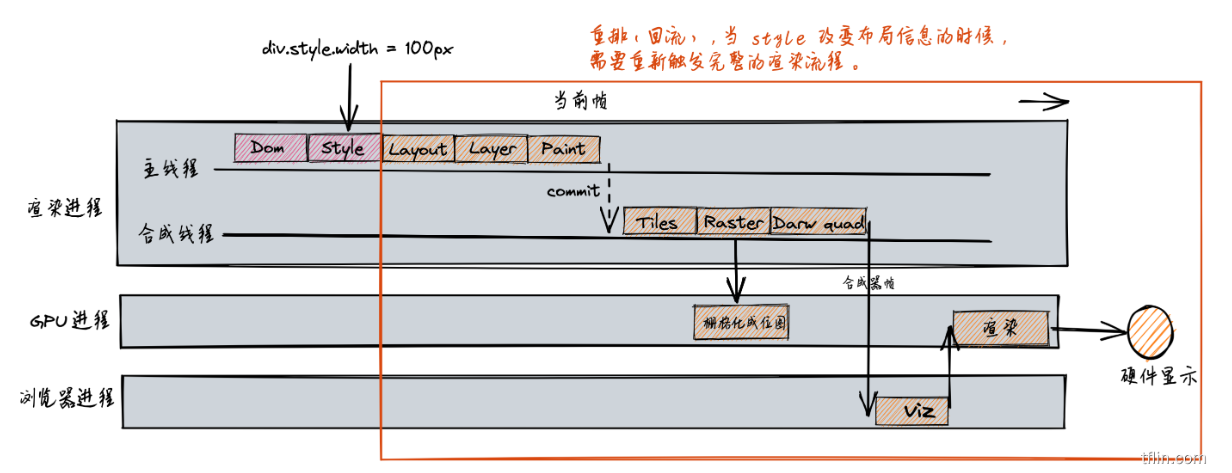 div.style.width = 100px
重排（回流），当 style 改变布局信息的时候，
需要重新触发完整的渲染流程。
当前帧
Dom Style Layout Layer Paint
主线程
commit
渲染进程
Tiles Raster Darw quad
合成线程
合成器帧
GPU进程
栅格化成位图
渲染
硬件显示
浏览器进程
Viz
tflin.com